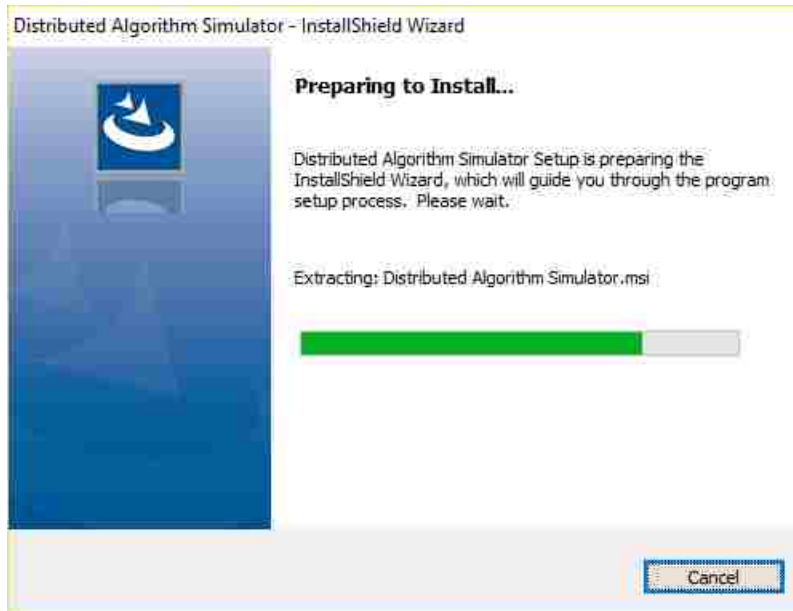 Distributed Algorithm Simulator - InstallShield Wizard
Preparing to Install...
Distributed Algorithm Simulator Setup is preparing the
InstallShield Wizard, which will guide you through the program
setup process. Please wait.
Extracting: Distributed Algorithm Simulator.msi
Cancel